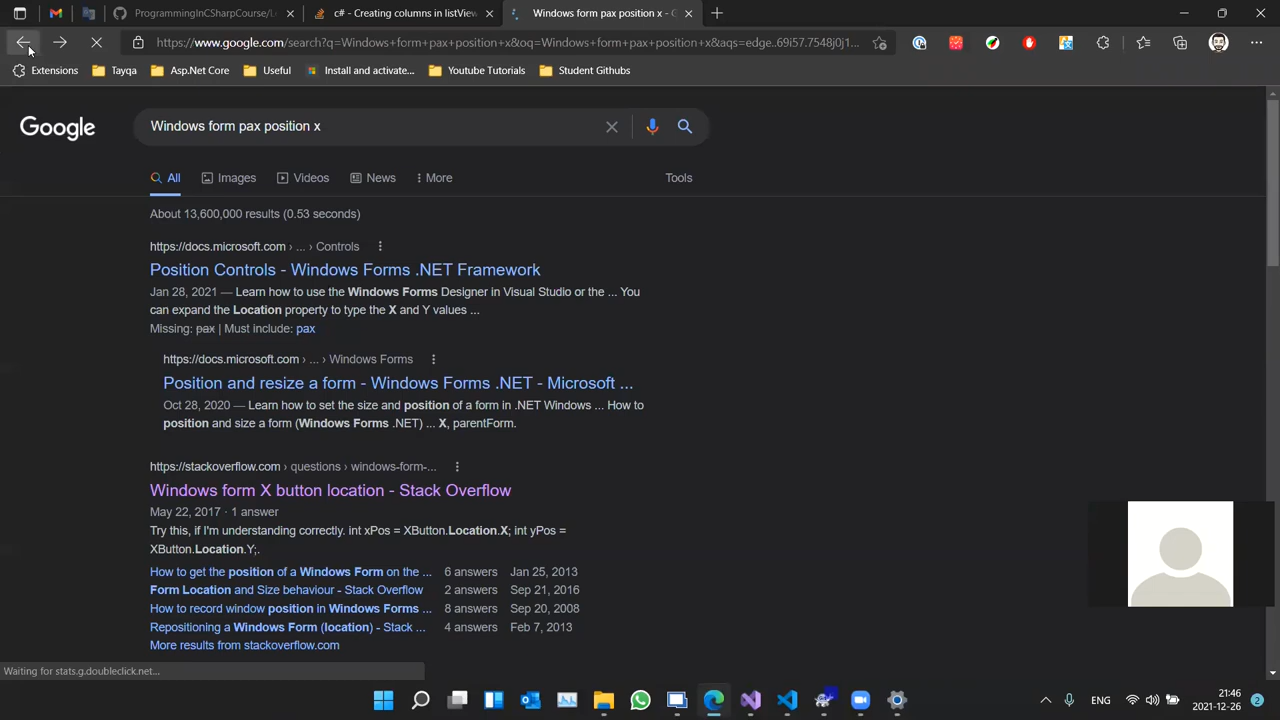 ProgrammingInCSharpCourse/Le
c# - Creating columns in listView
Windows form pax position x - G
https://www.google.com/search?q=Windows+form+pax+position+x&oq=Windows+form+pax+position+x&aqs=edge..69i57.7548j0j1...
Extensions
Tayqa
Asp.Net Core
Useful
Install and activate...
Youtube Tutorials
Student Githubs
Google
Windows form pax position x
All
Images
Videos
News
More
Tools
About 13,600,000 results (0.53 seconds)
https://docs.microsoft.com › ... › Controls
Position Controls - Windows Forms .NET Framework
Jan 28, 2021 — Learn how to use the Windows Forms Designer in Visual Studio or the ... You
can expand the Location property to type the X and Y values ...
Missing: pax | Must include: pax
https://docs.microsoft.com › ... › Windows Forms
Position and resize a form - Windows Forms .NET - Microsoft ...
Oct 28, 2020 — Learn how to set the size and position of a form in .NET Windows ... How to
position and size a form (Windows Forms .NET) ... X, parentForm.
https://stackoverflow.com › questions › windows-form-...
Windows form X button location - Stack Overflow
May 22, 2017 · 1 answer
Try this, if I'm understanding correctly. int xPos = XButton.Location.X; int yPos =
XButton.Location.Y;.
How to get the position of a Windows Form on the ... 6 answers Jan 25, 2013
Form Location and Size behaviour - Stack Overflow 2 answers Sep 21, 2016
How to record window position in Windows Forms ... 8 answers Sep 20, 2008
Repositioning a Windows Form (location) - Stack ... 4 answers Feb 7, 2013
More results from stackoverflow.com
Waiting for stats.g.doubleclick.net...
ENG
21:46
2021-12-26
2